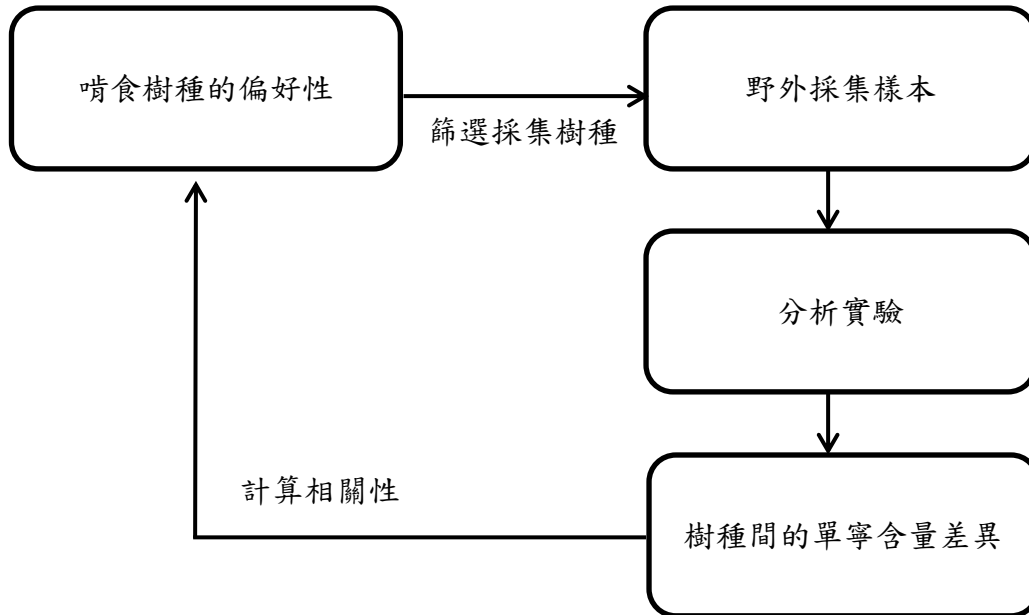 啃食樹種的偏好性
野外採集樣本
篩選採集樹種
分析實驗
計算相關性
樹種間的單寧含量差異